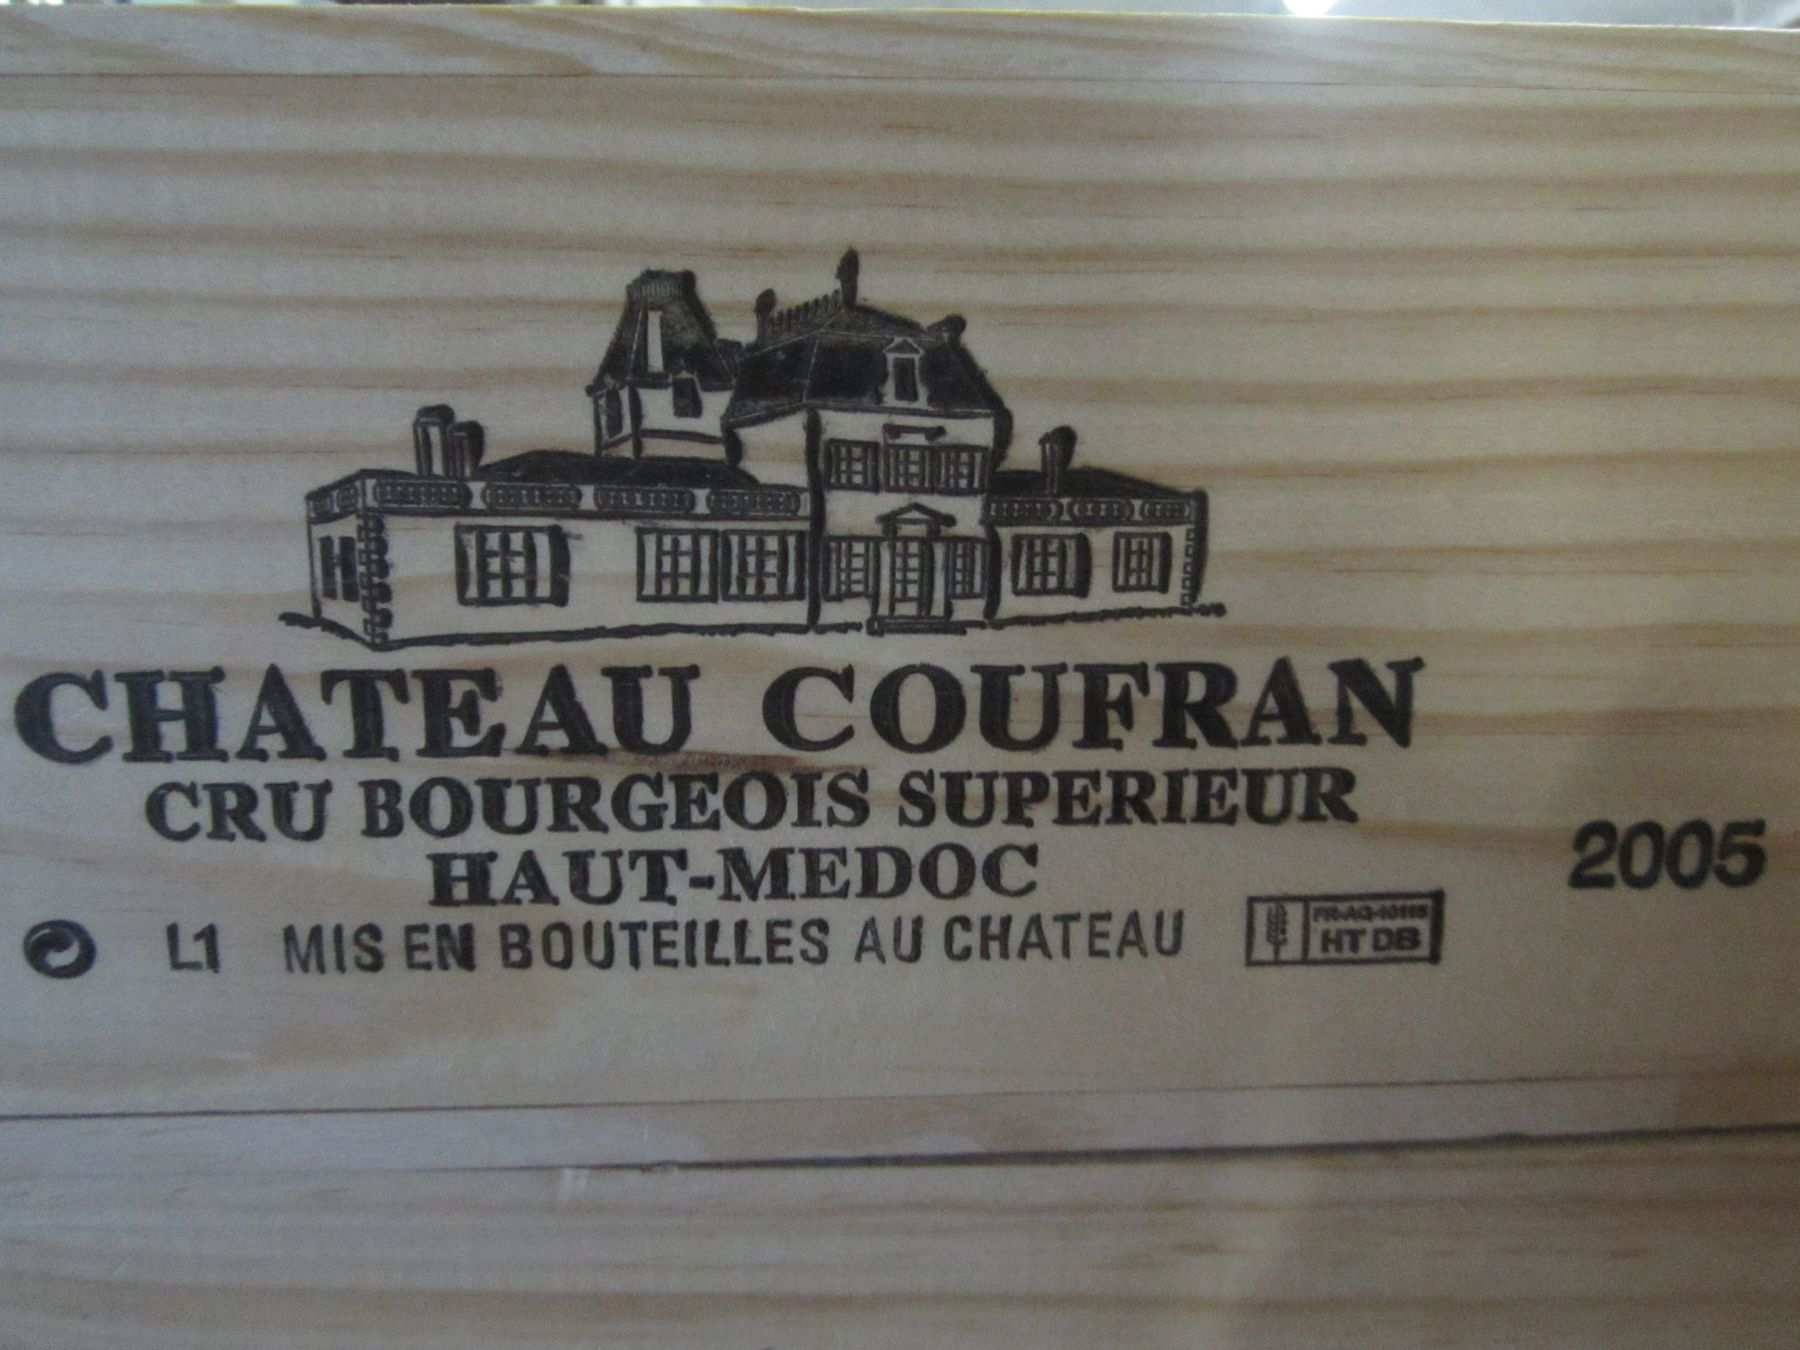 CHATEAU COUFRAN
CRU BOURGEOIS SUPERIEUR
HAUT-MEDOC
2005
L1 MIS EN BOUTEILLES AU CHATEAU
HT DB